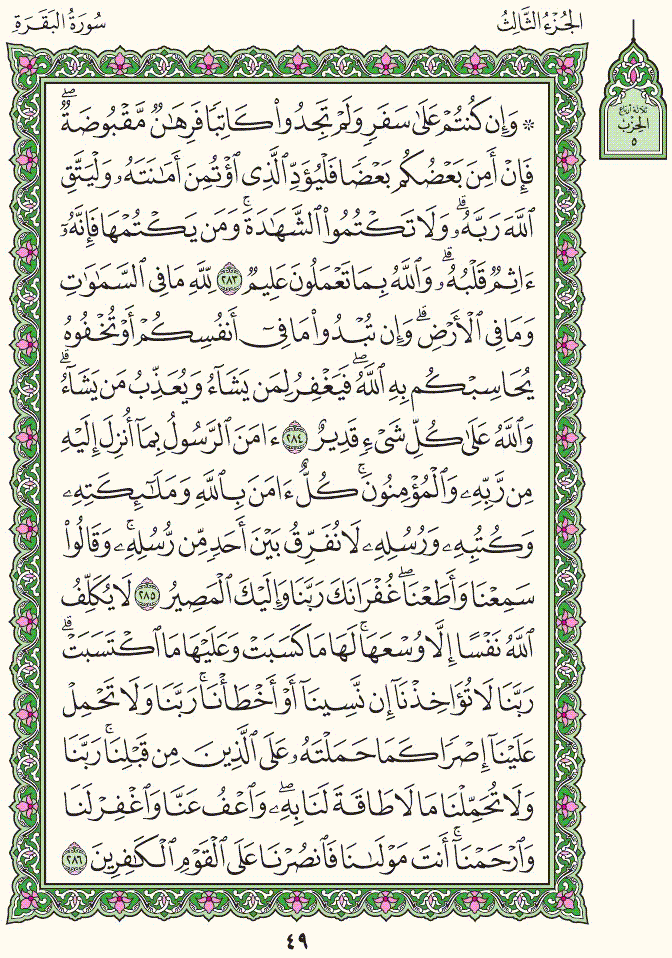 الجُزْءُ الثَّالِثُ
سُورَةُ البَقَرَةِ
ثلاثة أرباع
الحزب
٥
۞ وَإِن كُنتُمْ عَلَىٰ سَفَرٍ وَلَمْ تَجِدُوا۟ كَاتِبًا فَرِهَـٰنٌ مَّقْبُوضَةٌ ۖ
فَإِنْ أَمِنَ بَعْضُكُم بَعْضًا فَلْيُؤَدِّ ٱلَّذِى ٱؤْتُمِنَ أَمَـٰنَتَهُۥ وَلْيَتَّقِ
ٱللَّهَ رَبَّهُۥ ۗ وَلَا تَكْتُمُوا۟ ٱلشَّهَـٰدَةَ ۚ وَمَن يَكْتُمْهَا فَإِنَّهُۥٓ
ءَاثِمٌ قَلْبُهُۥ ۗ وَٱللَّهُ بِمَا تَعْمَلُونَ عَلِيمٌ ٢٨٣ لِّلَّهِ مَا فِى ٱلسَّمَـٰوَٰتِ
وَمَا فِى ٱلْأَرْضِ ۗ وَإِن تُبْدُوا۟ مَا فِىٓ أَنفُسِكُمْ أَوْ تُخْفُوهُ
يُحَاسِبْكُم بِهِ ٱللَّهُ ۖ فَيَغْفِرُ لِمَن يَشَآءُ وَيُعَذِّبُ مَن يَشَآءُ ۗ
وَٱللَّهُ عَلَىٰ كُلِّ شَىْءٍ قَدِيرٌ ٢٨٤ ءَامَنَ ٱلرَّسُولُ بِمَآ أُنزِلَ إِلَيْهِ
مِن رَّبِّهِۦ وَٱلْمُؤْمِنُونَ ۚ كُلٌّ ءَامَنَ بِٱللَّهِ وَمَلَـٰٓئِكَتِهِۦ
وَكُتُبِهِۦ وَرُسُلِهِۦ لَا نُفَرِّقُ بَيْنَ أَحَدٍ مِّن رُّسُلِهِۦ ۚ وَقَالُوا۟
سَمِعْنَا وَأَطَعْنَا ۖ غُفْرَانَكَ رَبَّنَا وَإِلَيْكَ ٱلْمَصِيرُ ٢٨٥ لَا يُكَلِّفُ
ٱللَّهُ نَفْسًا إِلَّا وُسْعَهَا ۚ لَهَا مَا كَسَبَتْ وَعَلَيْهَا مَا ٱكْتَسَبَتْ ۗ
رَبَّنَا لَا تُؤَاخِذْنَآ إِن نَّسِينَآ أَوْ أَخْطَأْنَا ۚ رَبَّنَا وَلَا تَحْمِلْ
عَلَيْنَآ إِصْرًا كَمَا حَمَلْتَهُۥ عَلَى ٱلَّذِينَ مِن قَبْلِنَا ۚ رَبَّنَا
وَلَا تُحَمِّلْنَا مَا لَا طَاقَةَ لَنَا بِهِۦ ۖ وَٱعْفُ عَنَّا وَٱغْفِرْ لَنَا
وَٱرْحَمْنَآ ۚ أَنتَ مَوْلَىٰنَا فَٱنصُرْنَا عَلَى ٱلْقَوْمِ ٱلْكَـٰفِرِينَ ٢٨٦
٤٩